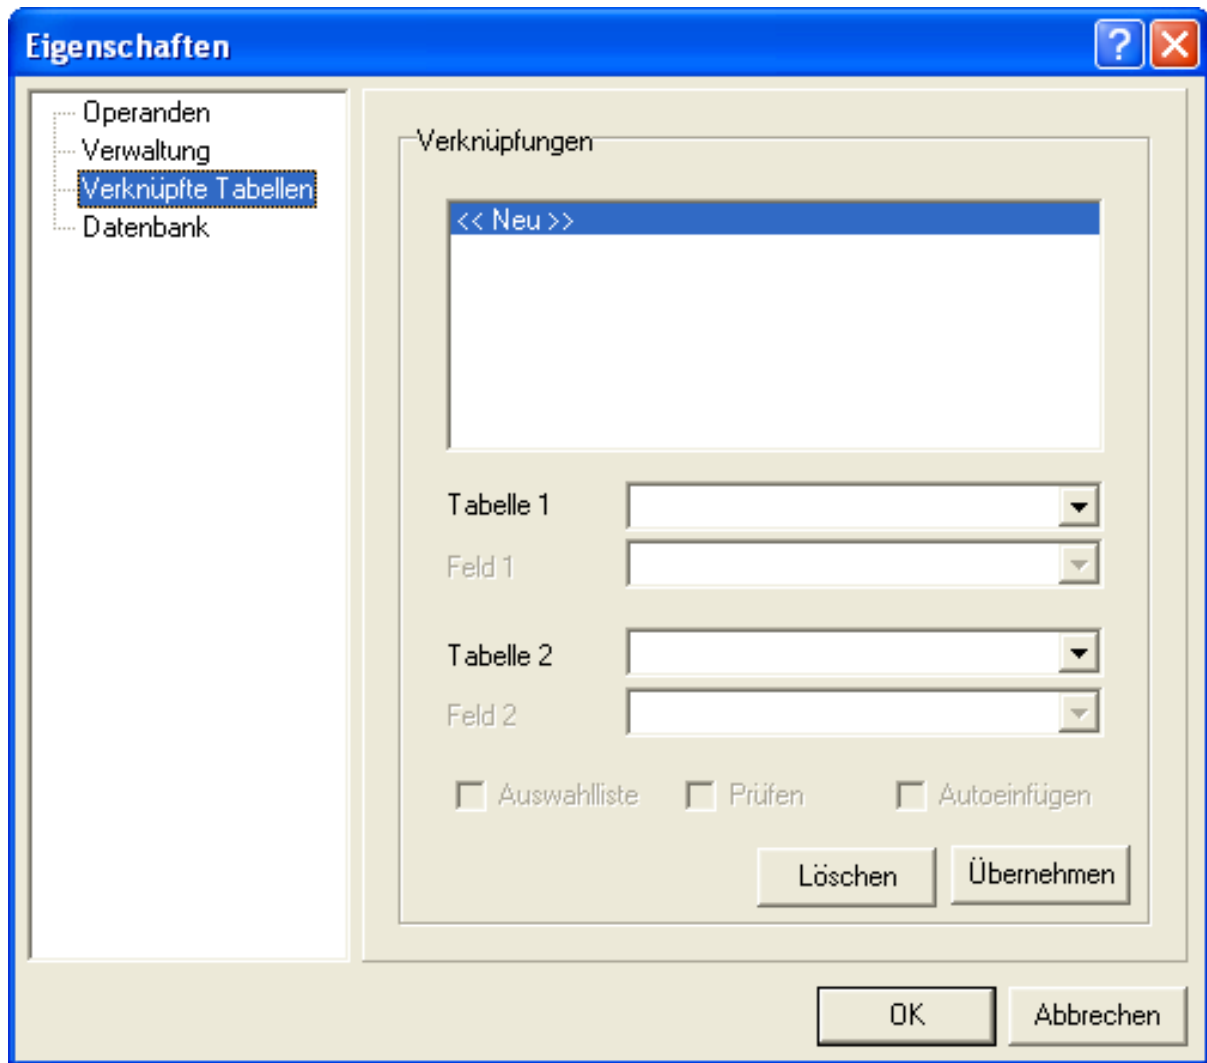 Eigenschaften
Operanden
Verwaltung
Verknüpfte Tabellen
Datenbank
Verknüpfungen
<< Neu >>
Tabelle 1
Feld 1
Tabelle 2
Feld 2
Auswahlliste Prüfen Autoeinfügen
Löschen Übernehmen
OK Abbrechen